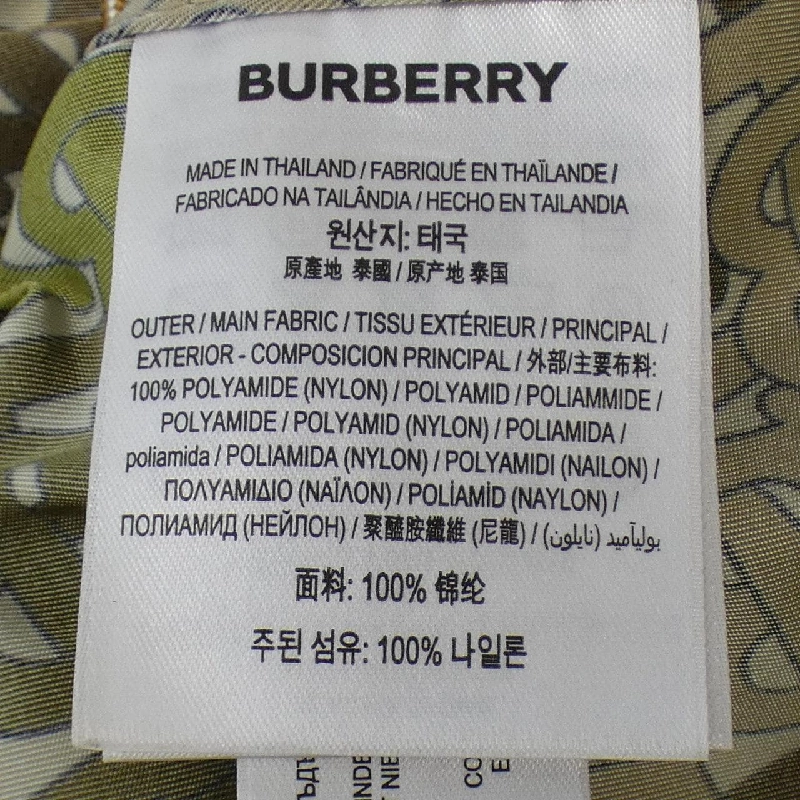 BURBERRY
MADE IN THAILAND / FABRIQUÉ EN THAÏLANDE /
FABRICADO NA TAILÂNDIA / HECHO EN TAILANDIA
원산지: 태국
原產地 泰國 / 原产地 泰国
OUTER / MAIN FABRIC / TISSU EXTÉRIEUR / PRINCIPAL /
EXTERIOR - COMPOSICION PRINCIPAL / 外部/主要布料:
100% POLYAMIDE (NYLON) / POLYAMID / POLIAMMIDE /
POLYAMIDE / POLYAMID (NYLON) / POLIAMIDA /
poliamida / POLIAMIDA (NYLON) / POLYAMIDI (NAILON) /
ΠΟΛΥΑΜΙΔΙΟ (ΝΑΪΛΟΝ) / POLİAMİD (NAYLON) /
ПОЛИАМИД (НЕЙЛОН) / 聚醯胺纖維 (尼龍) / بوليآميد (نايلون)
面料: 100% 锦纶
주된 섬유: 100% 나일론